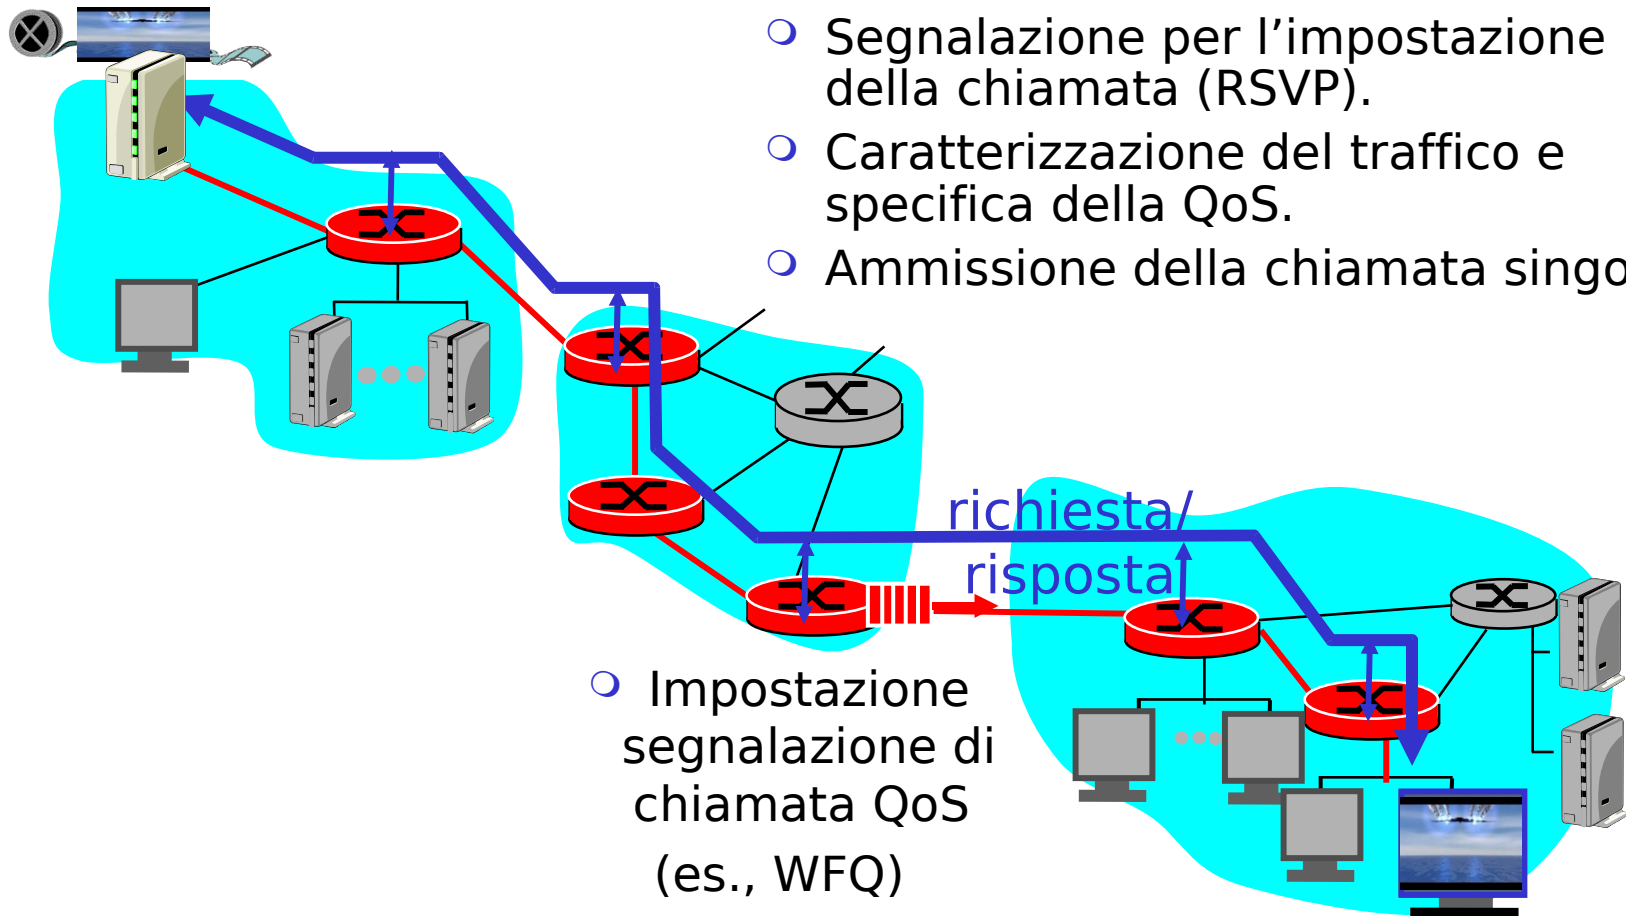 Segnalazione per l’impostazione
della chiamata (RSVP).
Caratterizzazione del traffico e
specifica della QoS.
Ammissione della chiamata singo
richiesta/
risposta
Impostazione
segnalazione di
chiamata QoS
(es., WFQ)